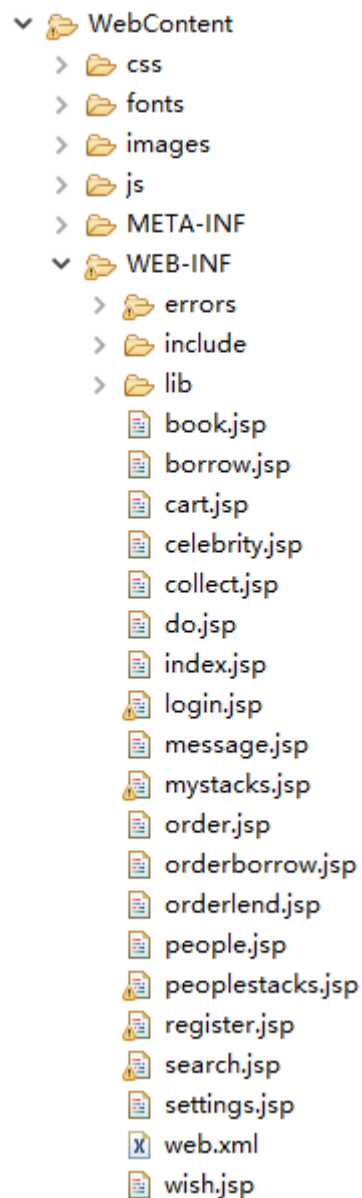 WebContent
css
fonts
images
js
META-INF
WEB-INF
errors
include
lib
book.jsp
borrow.jsp
cart.jsp
celebrity.jsp
collect.jsp
do.jsp
index.jsp
login.jsp
message.jsp
mystacks.jsp
order.jsp
orderborrow.jsp
orderlend.jsp
people.jsp
peoplestacks.jsp
register.jsp
search.jsp
settings.jsp
web.xml
wish.jsp